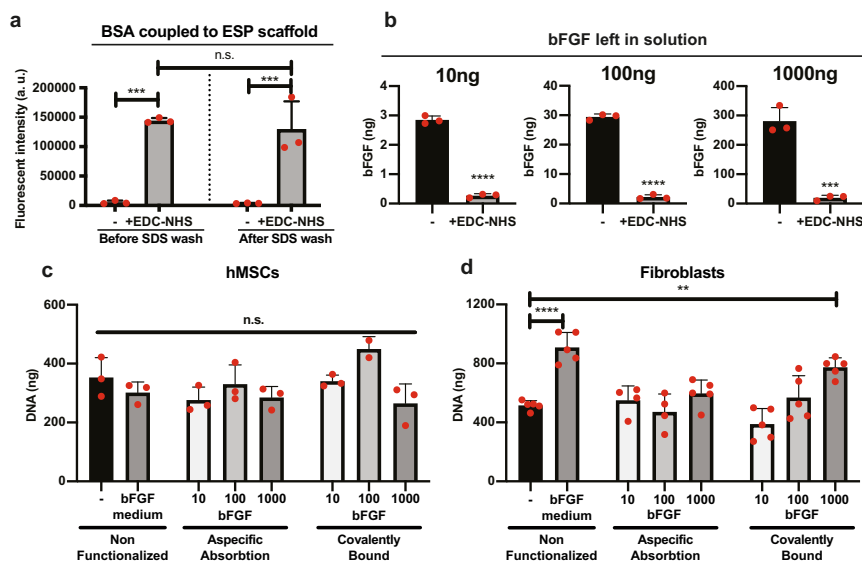 a
BSA coupled to ESP scaffold
n.s.
***
***
Fluorescent Intensity (a. u.)
200000
150000
100000
50000
0
- +EDC-NHS - +EDC-NHS
Before SDS wash After SDS wash
b
bFGF left in solution
10ng
bFGF (ng)
4
3
2
1
0
****
- +EDC-NHS
100ng
bFGF (ng)
40
30
20
10
0
****
- +EDC-NHS
1000ng
bFGF (ng)
400
300
200
100
0
***
- +EDC-NHS
c
hMSCs
n.s.
DNA (ng)
600
400
200
0
- bFGF 10 100 1000 10 100 1000
medium bFGF bFGF
Non Aspecific Covalently
Functionalized Absorbtion Bound
d
Fibroblasts
**
****
DNA (ng)
1200
800
400
0
- bFGF 10 100 1000 10 100 1000
medium bFGF bFGF
Non Aspecific Covalently
Functionalized Absorbtion Bound